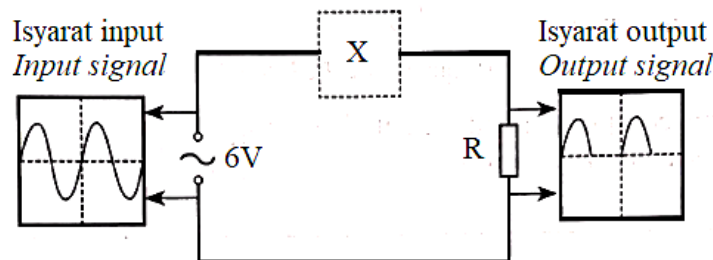 Isyarat input
Input signal
X
Isyarat output
Output signal
6V
R